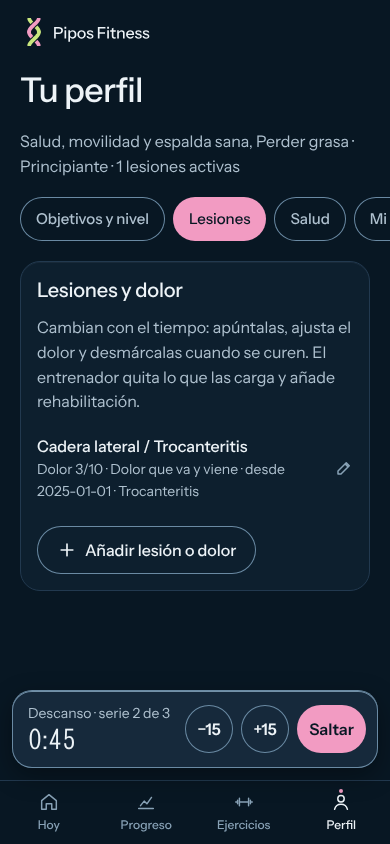 Pipos Fitness
Tu perfil
Salud, movilidad y espalda sana, Perder grasa ·
Principiante · 1 lesiones activas
Objetivos y nivel
Lesiones
Salud
Mi
Lesiones y dolor
Cambian con el tiempo: apúntalas, ajusta el
dolor y desmárcalas cuando se curen. El
entrenador quita lo que las carga y añade
rehabilitación.
Cadera lateral / Trocanteritis
Dolor 3/10 · Dolor que va y viene · desde
2025-01-01 · Trocanteritis
+ Añadir lesión o dolor
Descanso · serie 2 de 3
0:45
−15
+15
Saltar
Hoy
Progreso
Ejercicios
Perfil